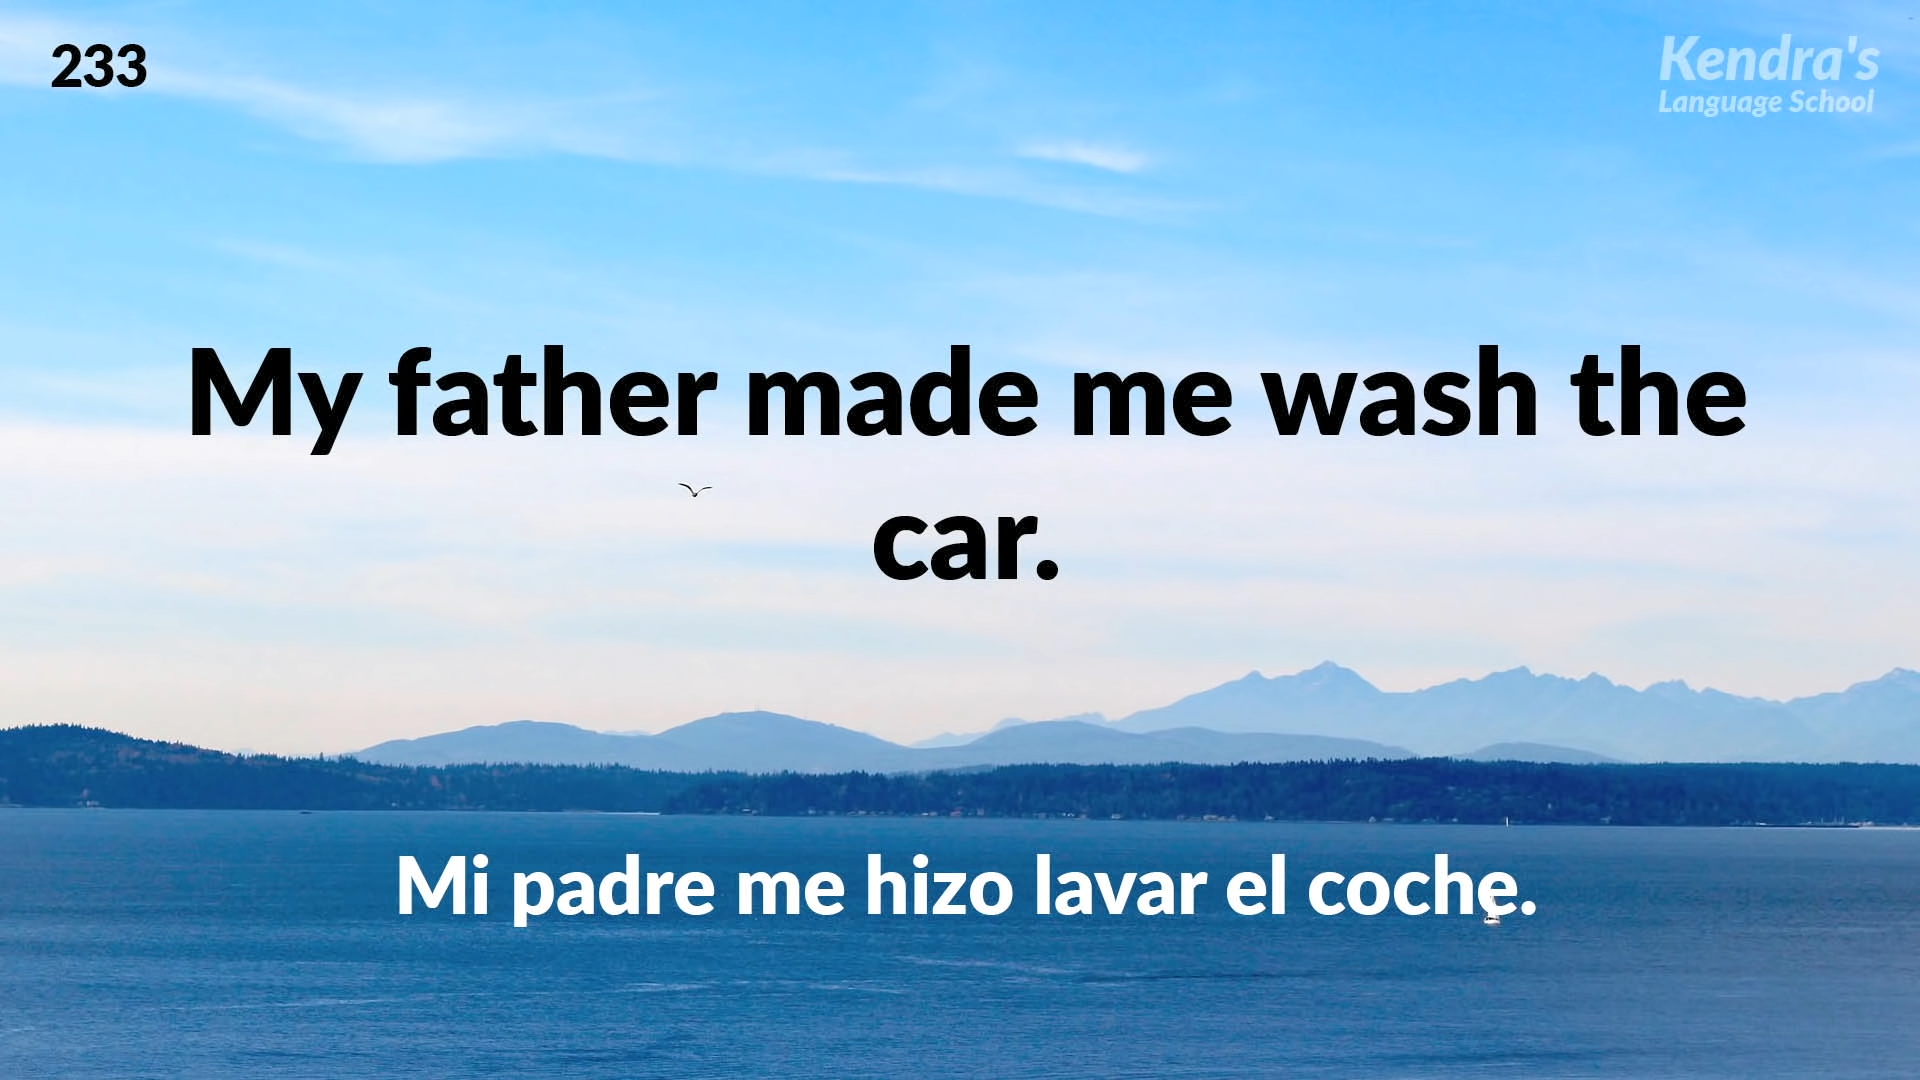 233
Kendra's
Language School
My father made me wash the
car.
Mi padre me hizo lavar el coche.